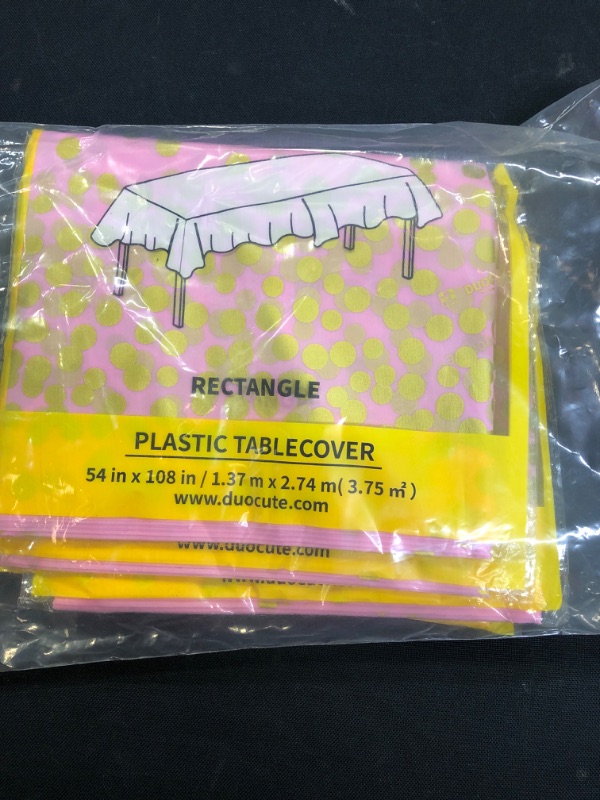 RECTANGLE
PLASTIC TABLECOVER
54 in x 108 in / 1.37 m x 2.74 m( 3.75 ㎡ )
www.duocute.com
www.duocute.com